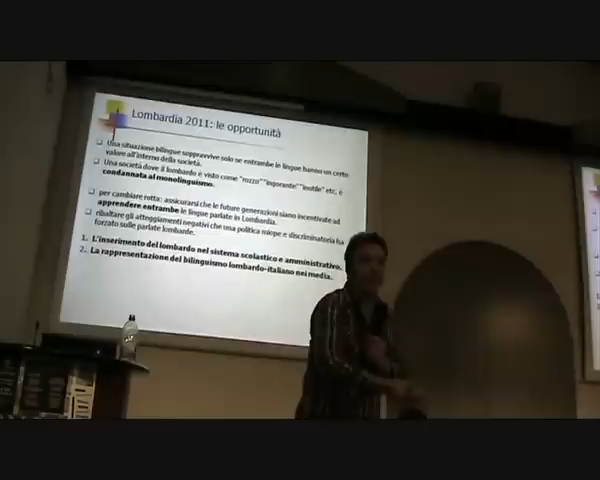 Lombardia 2011: le opportunità
Una situazione bilingue sopravvive solo se entrambe le lingue hanno un certo
valore all'interno della società.
Una società dove il lombardo è visto come "rozzo" "ingorante" "inutile" etc. è
condannata al monolinguismo.
per cambiare rotta: assicurarsi che le future generazioni siano incentivate ad
apprendere entrambe le lingue parlate in Lombardia.
ribaltare gli atteggiamenti negativi che una politica miope e discriminatoria ha
forzato sulle parlate lombarde.
1. L'inserimento del lombardo nel sistema scolastico e amministrativo.
2. La rappresentazione del bilinguismo lombardo-italiano nei media.